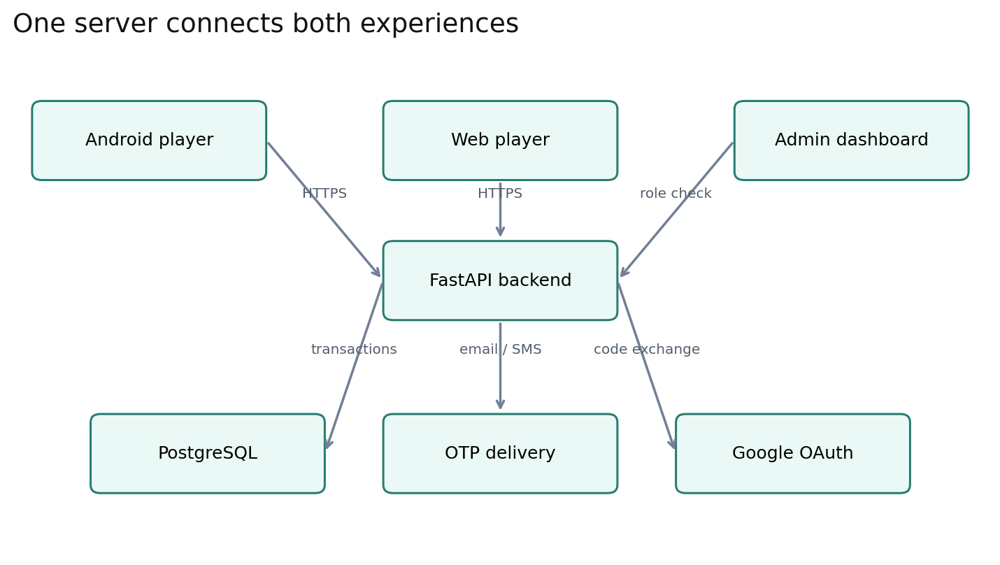 One server connects both experiences
Android player
Web player
Admin dashboard
HTTPS
HTTPS
role check
FastAPI backend
transactions
email / SMS
code exchange
PostgreSQL
OTP delivery
Google OAuth